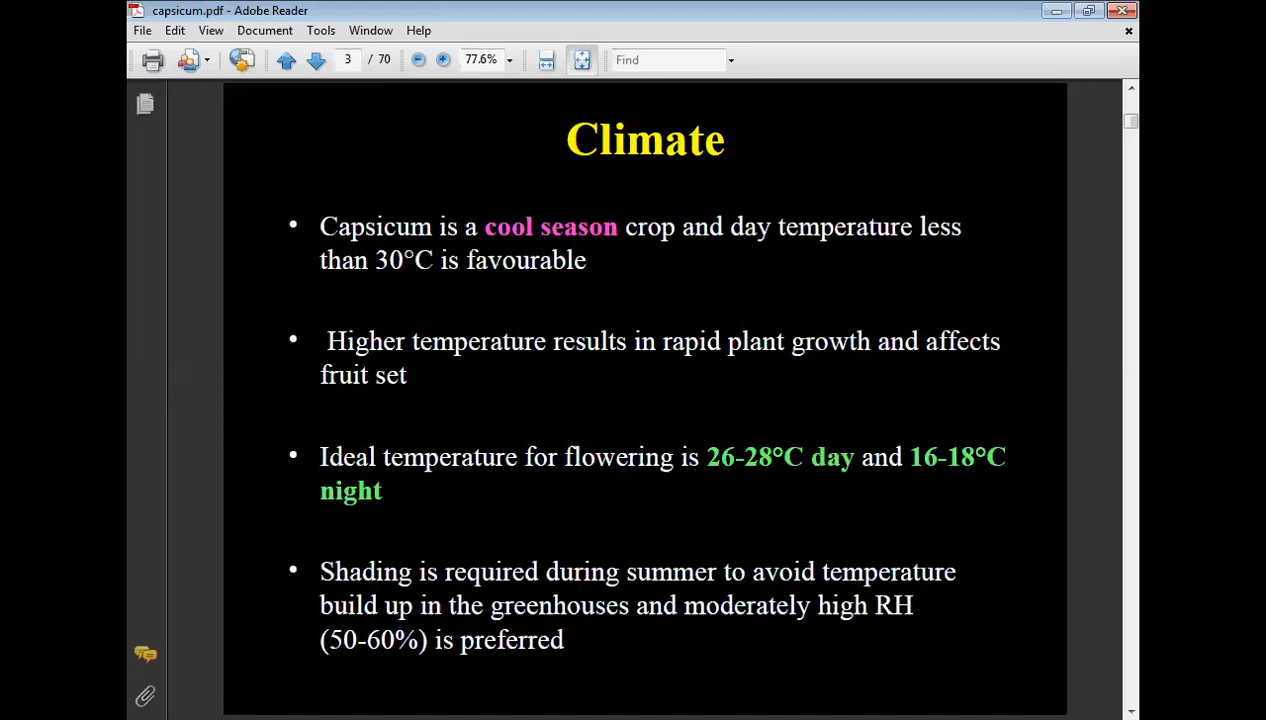 capsicum.pdf - Adobe Reader
File Edit View Document Tools Window Help
3 / 70 77.6% Find
Climate
• Capsicum is a cool season crop and day temperature less
than 30°C is favourable
• Higher temperature results in rapid plant growth and affects
fruit set
• Ideal temperature for flowering is 26-28°C day and 16-18°C
night
• Shading is required during summer to avoid temperature
build up in the greenhouses and moderately high RH
(50-60%) is preferred